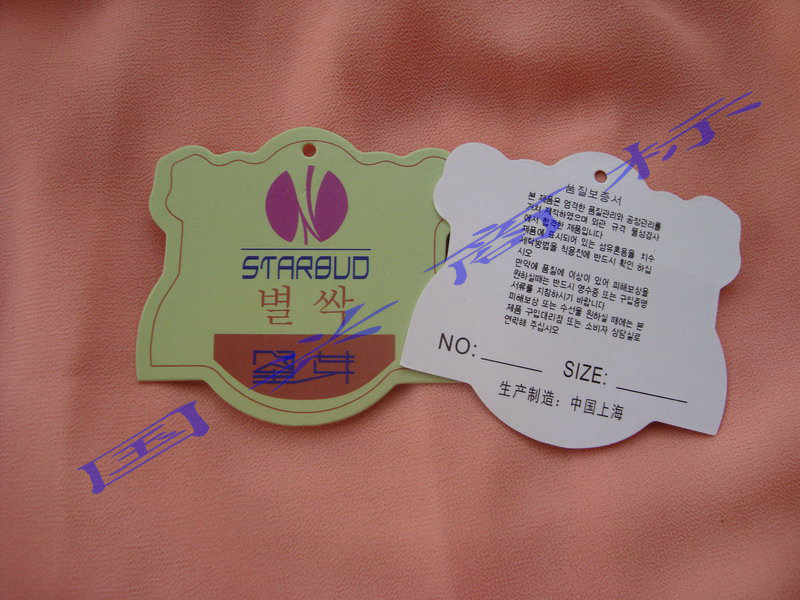 STARBUD
별 싹
星芽
품질보증서
본 제품은 엄격한 품질관리와 공정관리를
거쳐 제작하였으며 외관 규격 물성검사
에서 합격한 제품입니다
제품에 표시되어 있는 섬유혼용율 치수
세탁방법을 착용전에 반드시 확인 하십
시오
만약에 품질에 이상이 있어 피해보상을
원하실때는 반드시 영수증 또는 구입증명
서류를 지참하시기 바랍니다
피해보상 또는 수선을 원하실 때에는 본
제품 구입대리점 또는 소비자 상담실로
연락해 주십시오
NO:
SIZE:
生产制造：中国上海